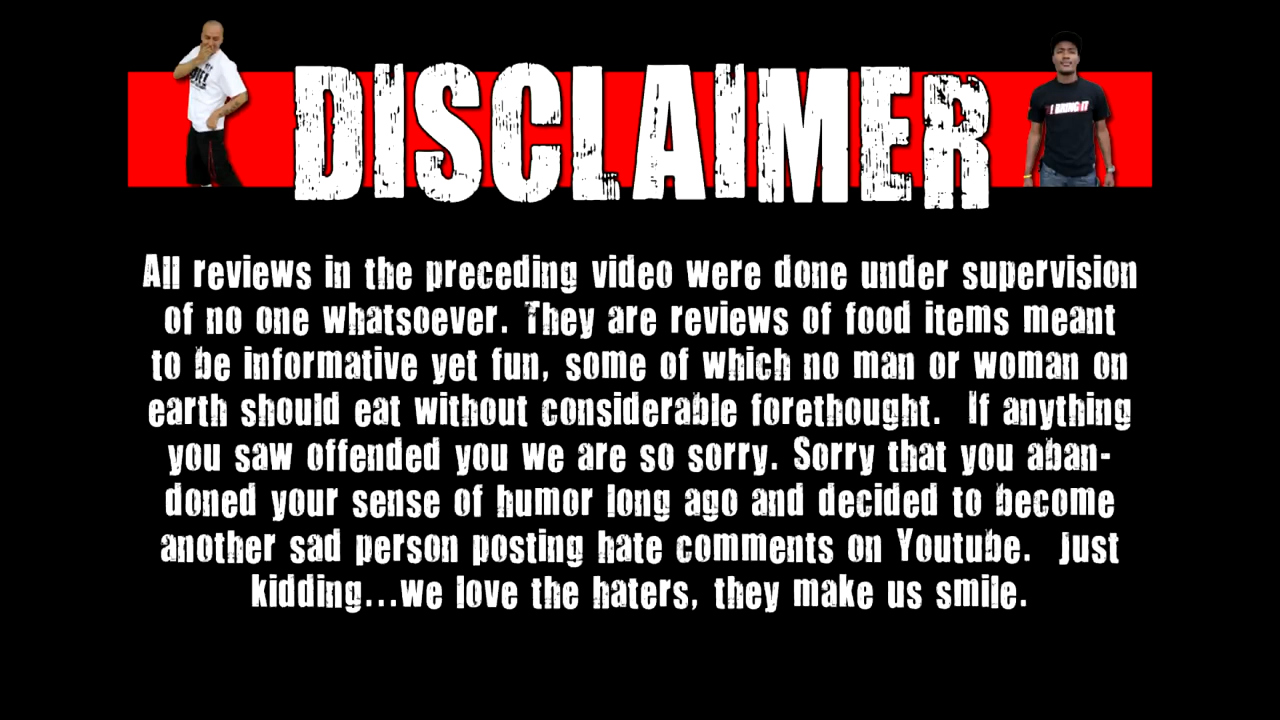 DISCLAIMER
I BRING IT
All reviews in the preceding video were done under supervision
of no one whatsoever. They are reviews of food items meant
to be informative yet fun, some of which no man or woman on
earth should eat without considerable forethought. If anything
you saw offended you we are so sorry. Sorry that you aban-
doned your sense of humor long ago and decided to become
another sad person posting hate comments on Youtube. Just
kidding...we love the haters, they make us smile.